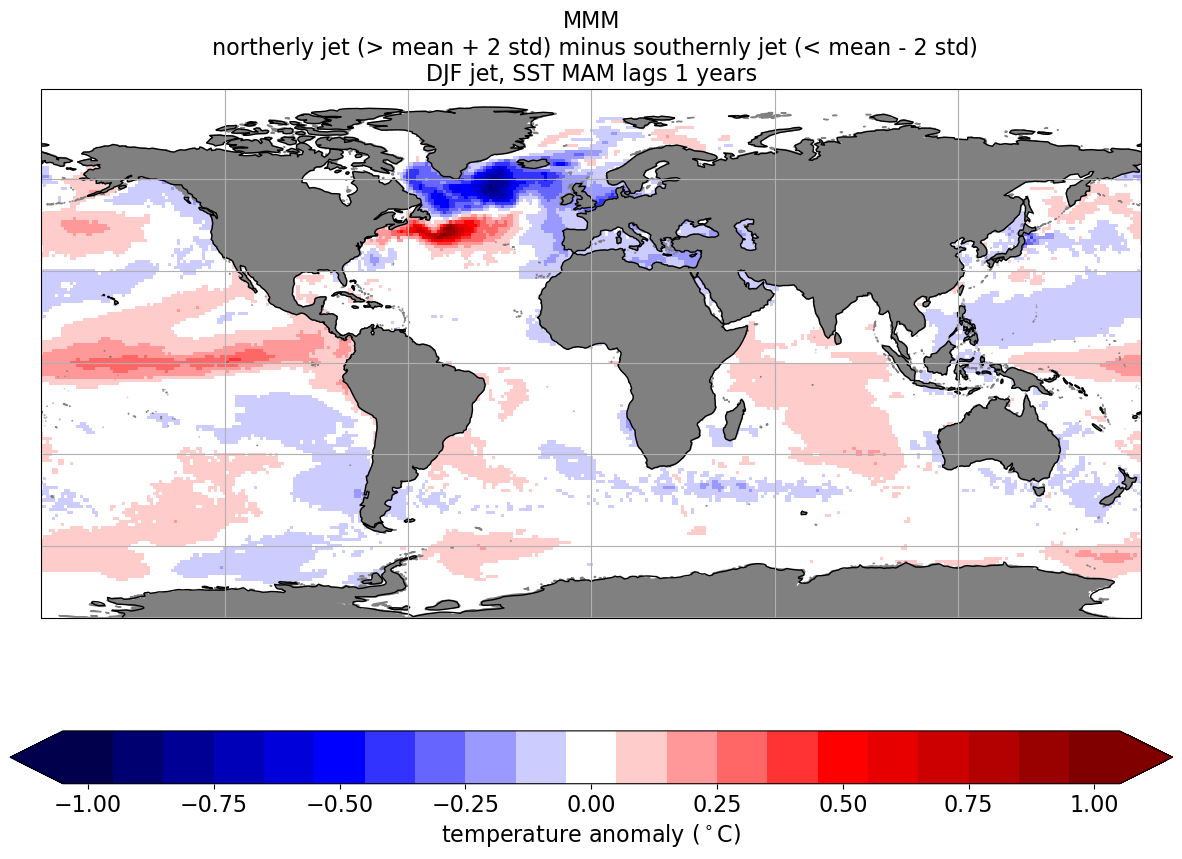 MMM
northerly jet (> mean + 2 std) minus southernly jet (< mean - 2 std)
DJF jet, SST MAM lags 1 years
−1.00 −0.75 −0.50 −0.25 0.00 0.25 0.50 0.75 1.00
temperature anomaly (°C)